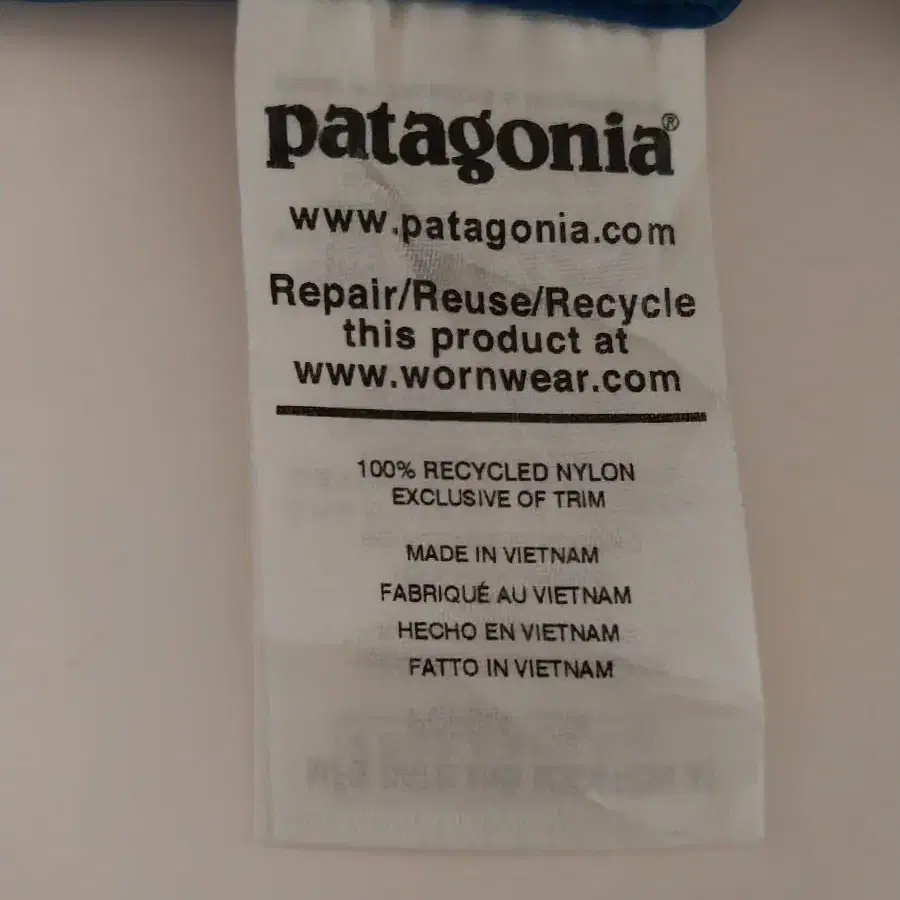 patagonia®
www.patagonia.com
Repair/Reuse/Recycle
this product at
www.wornwear.com
100% RECYCLED NYLON
EXCLUSIVE OF TRIM
MADE IN VIETNAM
FABRIQUÉ AU VIETNAM
HECHO EN VIETNAM
FATTO IN VIETNAM